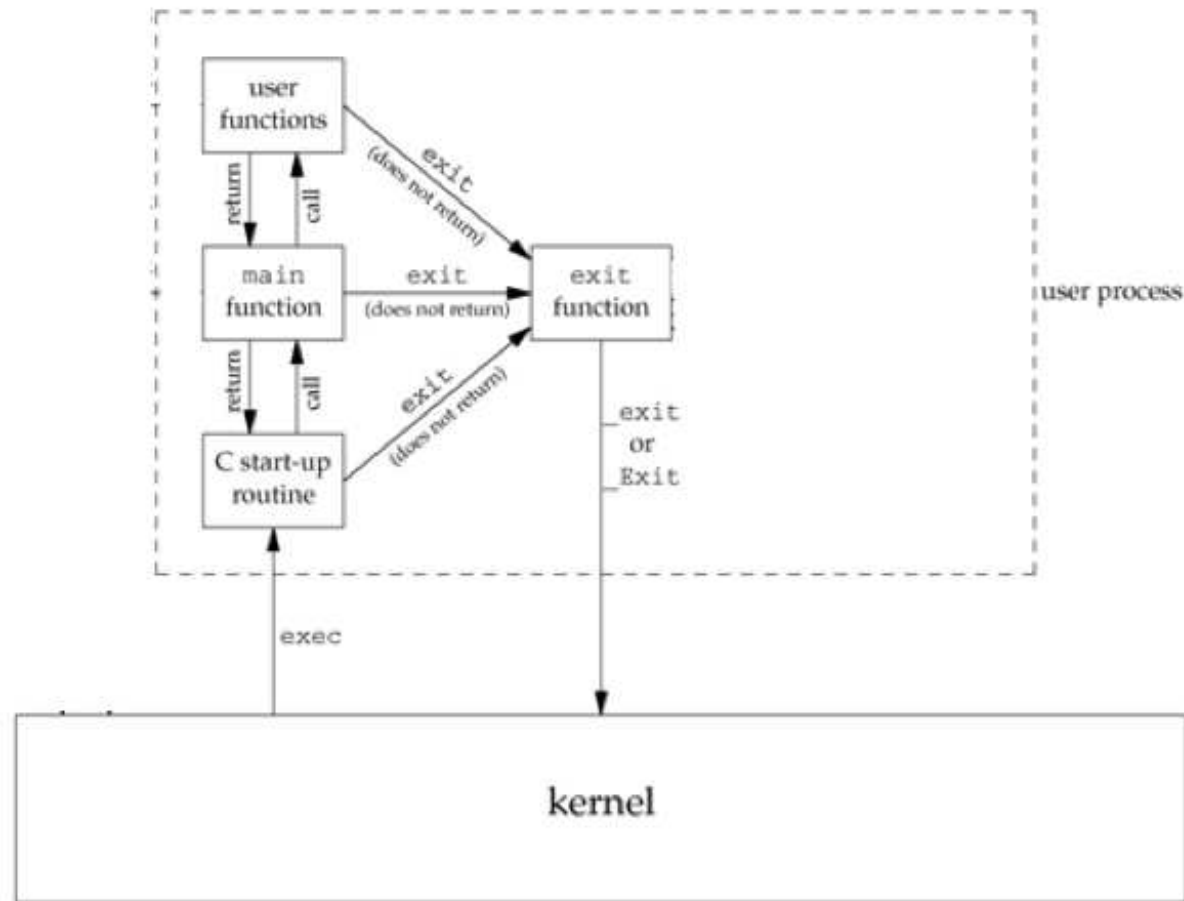 user
functions
exit
(does not return)
return
call
main
function
exit
(does not return)
exit
function
user process
return
call
exit
(does not return)
C start-up
routine
_exit
or
_Exit
exec
kernel